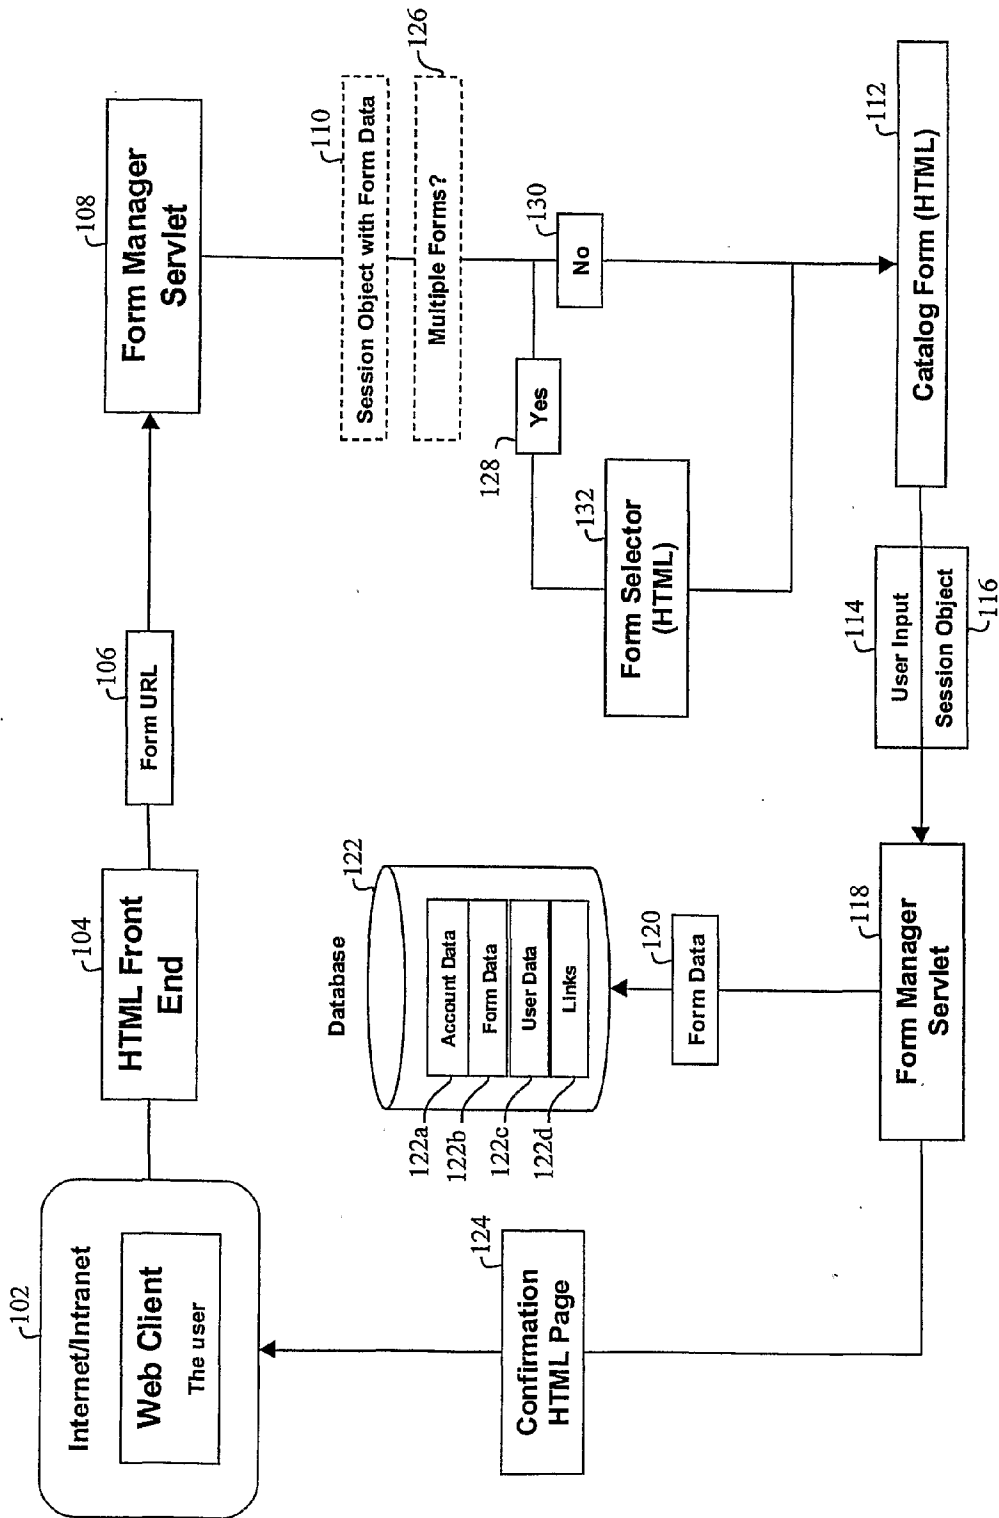 102
Internet/Intranet
Web Client
The user
104
HTML Front
End
106
Form URL
108
Form Manager
Servlet
110
Session Object with Form Data
126
Multiple Forms?
128
Yes
130
No
132
Form Selector
(HTML)
112
Catalog Form (HTML)
114
User Input
Session Object
116
118
Form Manager
Servlet
120
Form Data
Database
122
Account Data
Form Data
User Data
Links
122a
122b
122c
122d
124
Confirmation
HTML Page